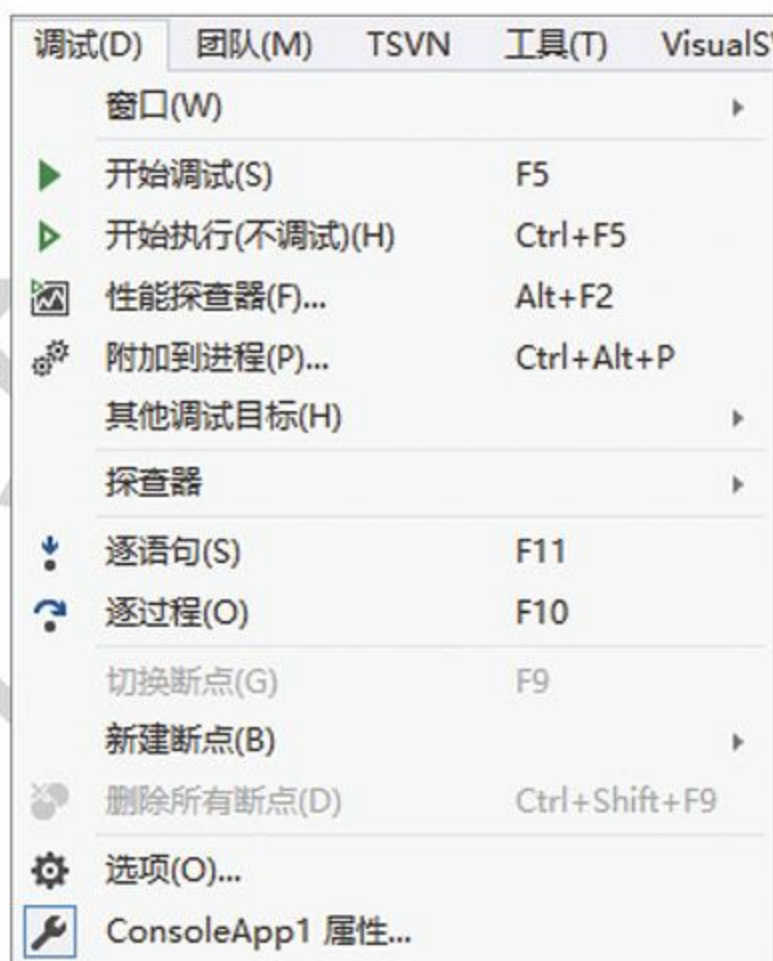 调试(D) 团队(M) TSVN 工具(T) VisualS
窗口(W)
开始调试(S) F5
开始执行(不调试)(H) Ctrl+F5
性能探查器(F)... Alt+F2
附加到进程(P)... Ctrl+Alt+P
其他调试目标(H)
探查器
逐语句(S) F11
逐过程(O) F10
切换断点(G) F9
新建断点(B)
删除所有断点(D) Ctrl+Shift+F9
选项(O)...
ConsoleApp1 属性...